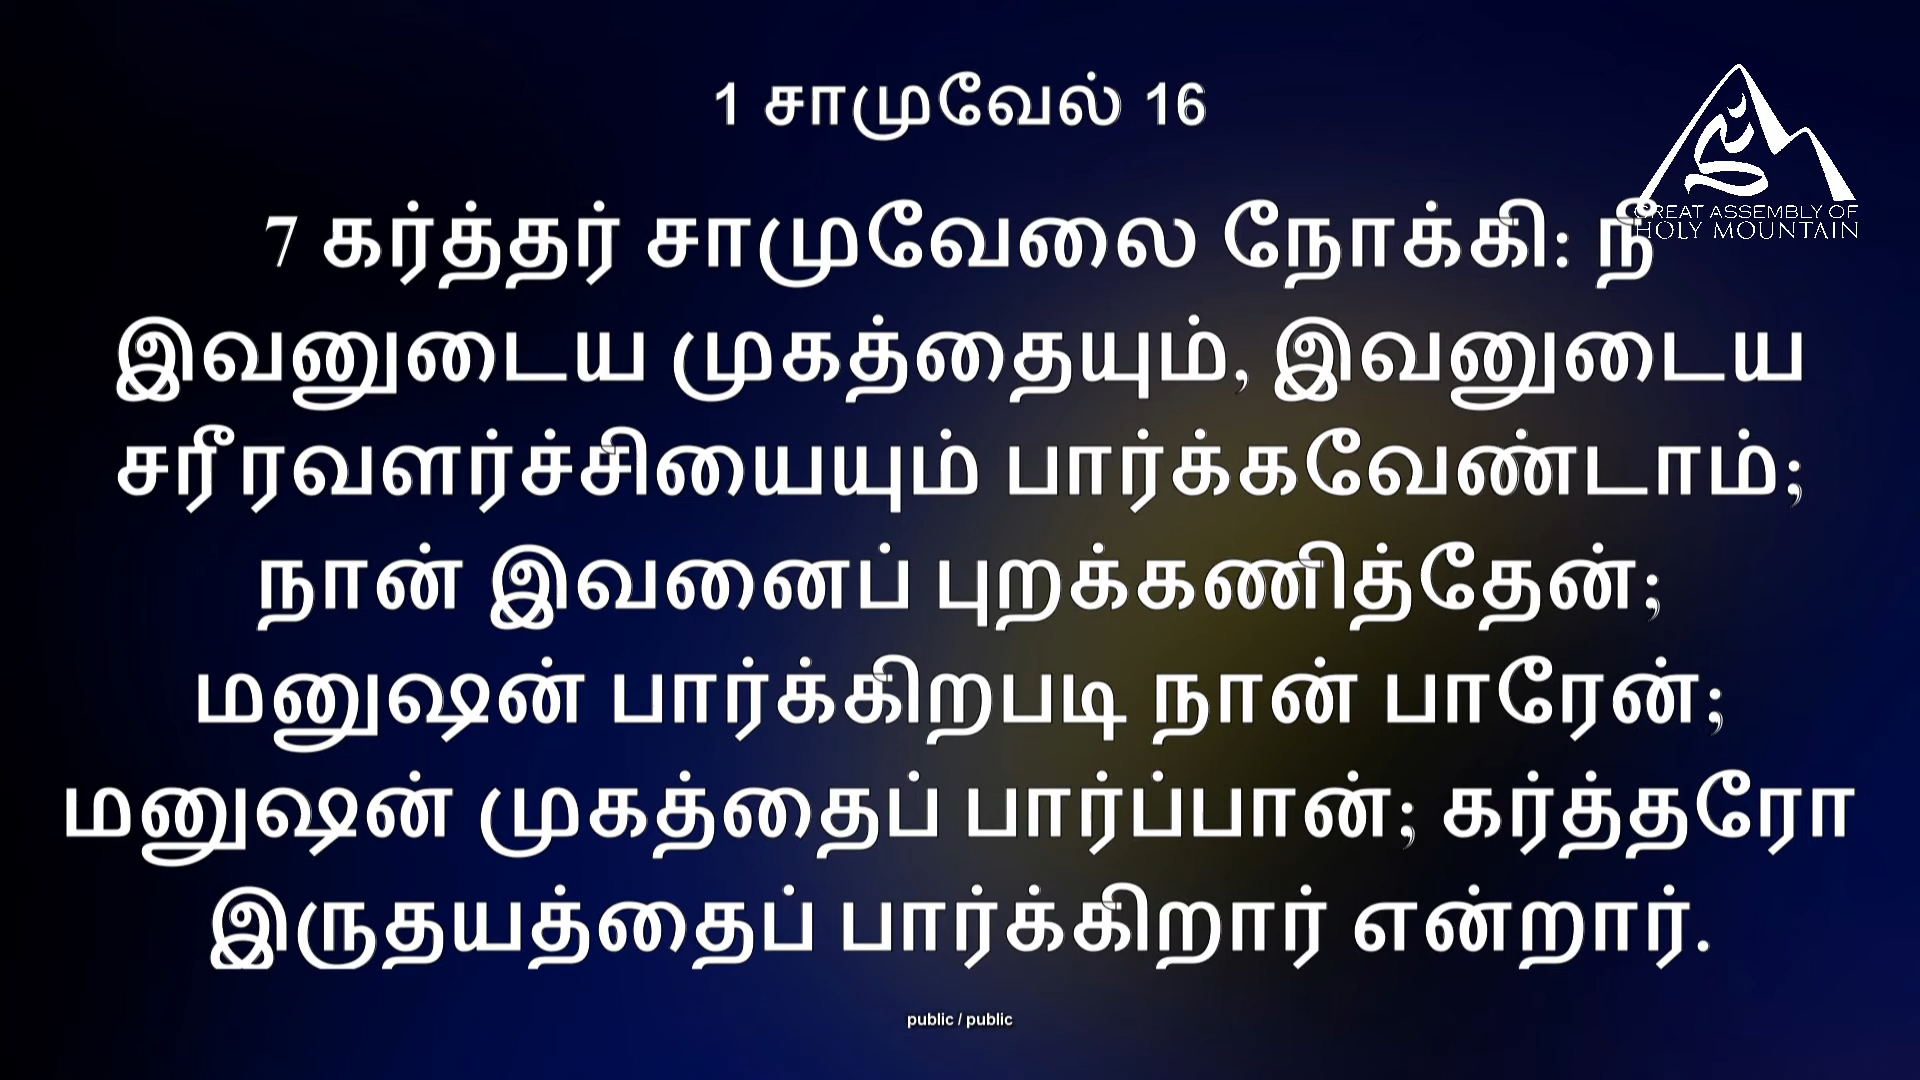 1 சாமுவேல் 16
7 கர்த்தர் சாமுவேலை நோக்கி: நீ
இவனுடைய முகத்தையும், இவனுடைய
சரீரவளர்ச்சியையும் பார்க்கவேண்டாம்;
நான் இவனைப் புறக்கணித்தேன்;
மனுஷன் பார்க்கிறபடி நான் பாரேன்;
மனுஷன் முகத்தைப் பார்ப்பான்; கர்த்தரோ
இருதயத்தைப் பார்க்கிறார் என்றார்.
GREAT ASSEMBLY OF
HOLY MOUNTAIN
public / public